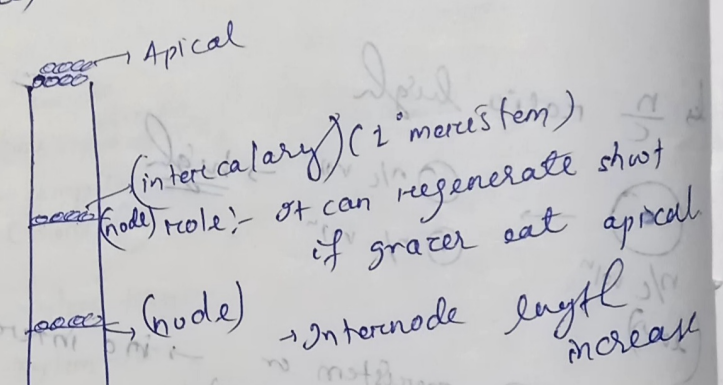 → Apical
(intercalary) (1° meristem)
(node) role:- It can regenerate shoot
if grazer eat apical
→ (node) → Internode length
increase